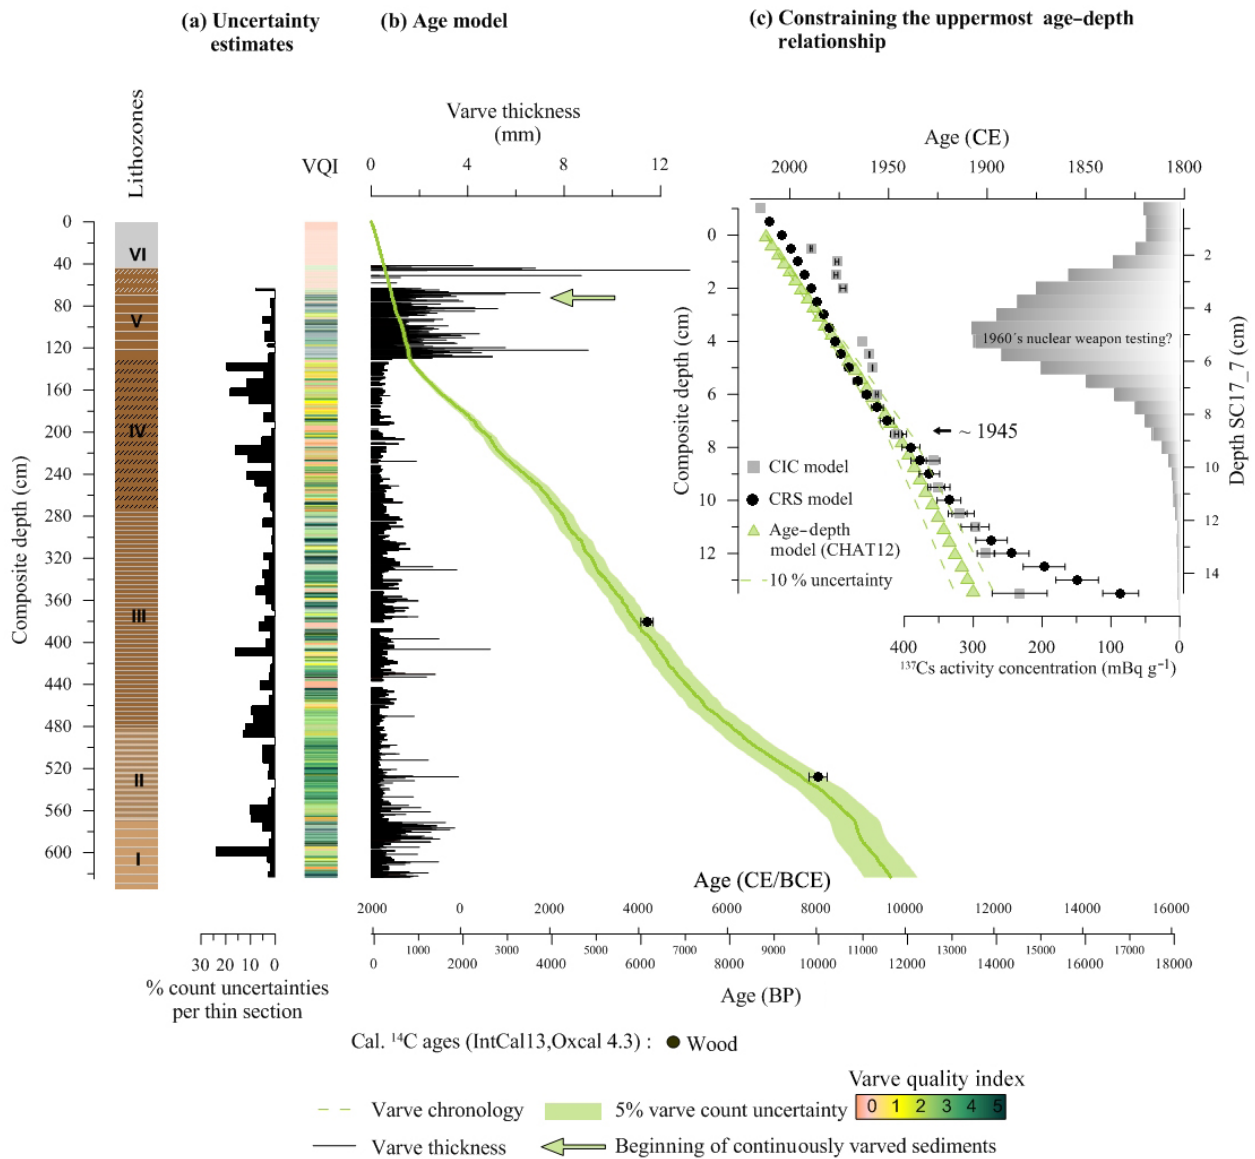 (a) Uncertainty
estimates
(b) Age model
(c) Constraining the uppermost age-depth
relationship
Lithozones
VQI
Varve thickness
(mm)
0 4 8 12
Age (CE)
2000 1950 1900 1850 1800
Composite depth (cm)
0
40
80
120
160
200
240
280
320
360
400
440
480
520
560
600
VI
V
IV
III
II
I
Composite depth (cm)
0
2
4
6
8
10
12
1960´s nuclear weapon testing?
~ 1945
CIC model
CRS model
Age-depth
model (CHAT12)
10 % uncertainty
2
4
6
8
10
12
14
Depth SC17_7 (cm)
400 300 200 100 0
¹³⁷Cs activity concentration (mBq g⁻¹)
Age (CE/BCE)
2000 0 2000 4000 6000 8000 10000 12000 14000 16000
1000 3000 5000 7000 9000 11000 13000 15000 17000
0 2000 4000 6000 8000 10000 12000 14000 16000 18000
Age (BP)
30 20 10 0
% count uncertainties
per thin section
Cal. ¹⁴C ages (IntCal13,Oxcal 4.3) : Wood
Varve quality index
0 1 2 3 4 5
Varve chronology
5% varve count uncertainty
Varve thickness
Beginning of continuously varved sediments